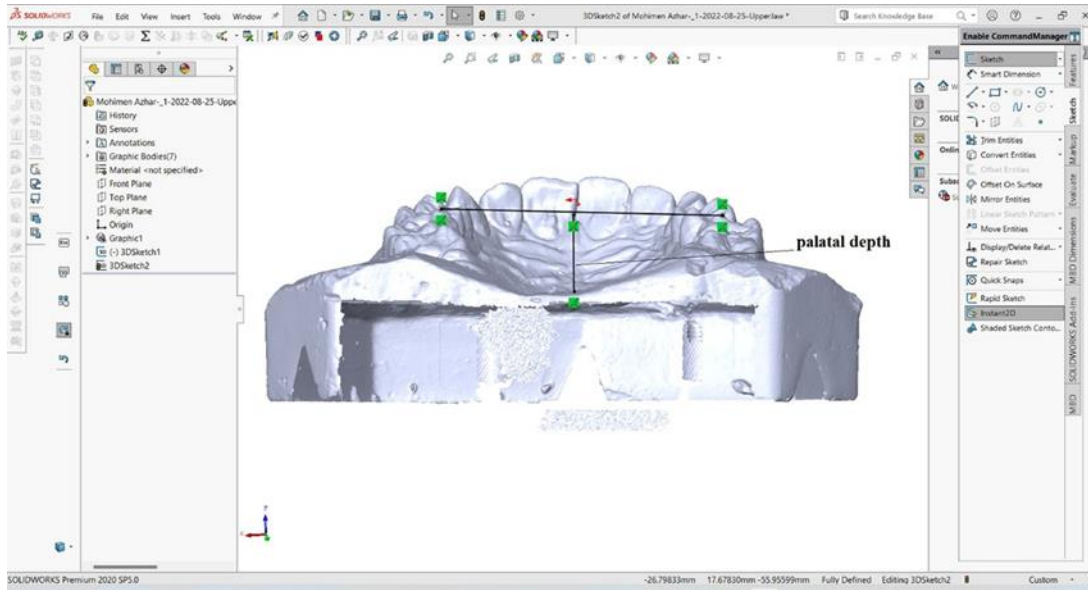 SOLIDWORKS File Edit View Insert Tools Window
3DSketch2 of Mohimen Azhar-_1-2022-08-25-Upperjaw *
Search Knowledge Base
Enable CommandManager
Sketch
Smart Dimension
Trim Entities
Convert Entities
Offset Entities
Offset On Surface
Mirror Entities
Linear Sketch Pattern
Move Entities
Display/Delete Relat...
Repair Sketch
Quick Snaps
Rapid Sketch
Instant2D
Shaded Sketch Conto...
Features
Sketch
Markup
Evaluate
MBD Dimensions
SOLIDWORKS Add-Ins
MBD
Mohimen Azhar-_1-2022-08-25-Uppe
History
Sensors
Annotations
Graphic Bodies(7)
Material <not specified>
Front Plane
Top Plane
Right Plane
Origin
Graphic1
(-) 3DSketch1
3DSketch2
SOLI
Onlin
Subsc
palatal depth
SOLIDWORKS Premium 2020 SP5.0
-26.79833mm 17.67830mm -55.95599mm Fully Defined Editing 3DSketch2
Custom